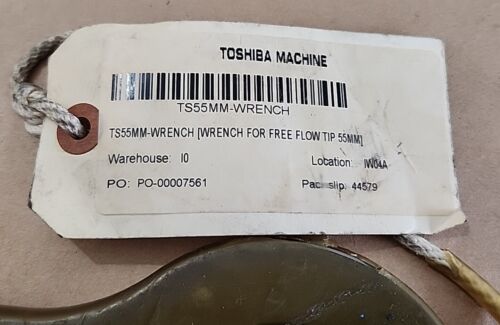 TOSHIBA MACHINE
TS55MM-WRENCH
TS55MM-WRENCH [WRENCH FOR FREE FLOW TIP 55MM]
Warehouse: I0 Location: IW04A
PO: PO-00007561 Pac slip: 44579